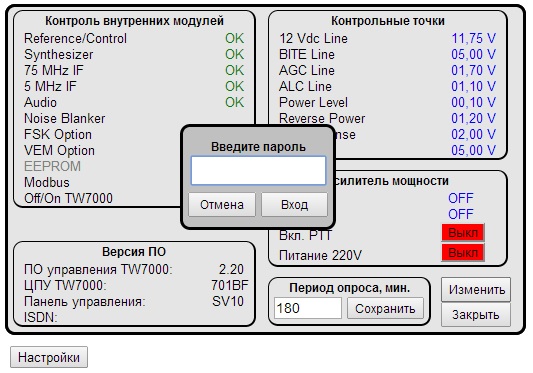 Контроль внутренних модулей
Reference/Control OK
Synthesizer OK
75 MHz IF OK
5 MHz IF OK
Audio OK
Noise Blanker
FSK Option
VEM Option
EEPROM
Modbus
Off/On TW7000
Контрольные точки
12 Vdc Line 11,75 V
BITE Line 05,00 V
AGC Line 01,70 V
ALC Line 01,10 V
Power Level 00,10 V
Reverse Power 01,20 V
nse 02,00 V
05,00 V
Введите пароль
Отмена Вход
силитель мощности
OFF
OFF
Вкл. РТТ Выкл
Питание 220V Выкл
Версия ПО
ПО управления TW7000: 2.20
ЦПУ TW7000: 701BF
Панель управления: SV10
ISDN:
Период опроса, мин.
180 Сохранить
Изменить
Закрыть
Настройки